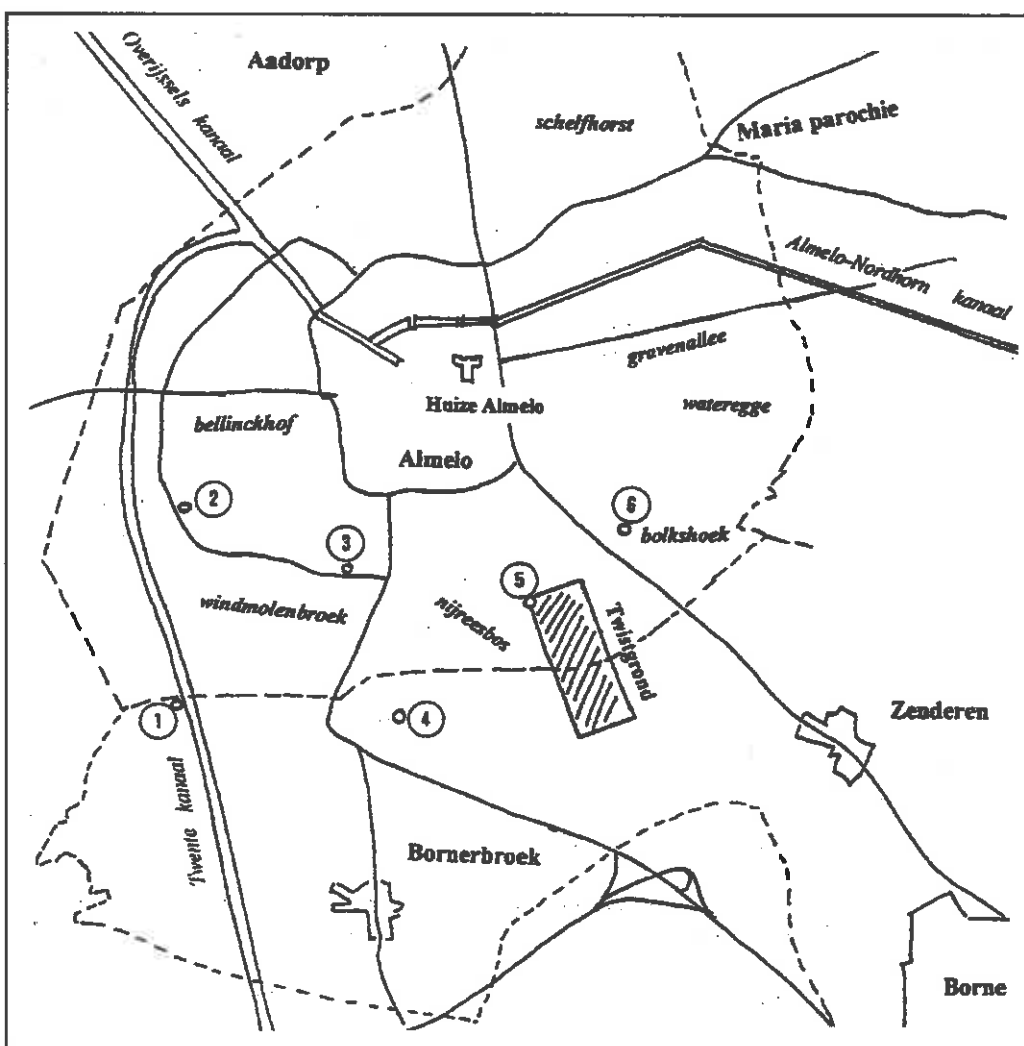 Overijssels kanaal
Aadorp
schelfhorst
Maria parochie
Almelo-Nordhorn kanaal
gravenallee
Huize Almelo
wateregge
bellinckhof
Almelo
2
6
bolkshoek
3
5
windmolenbroek
nijreesbos
Twistgrond
1
4
Zenderen
Twente kanaal
Bornerbroek
Borne